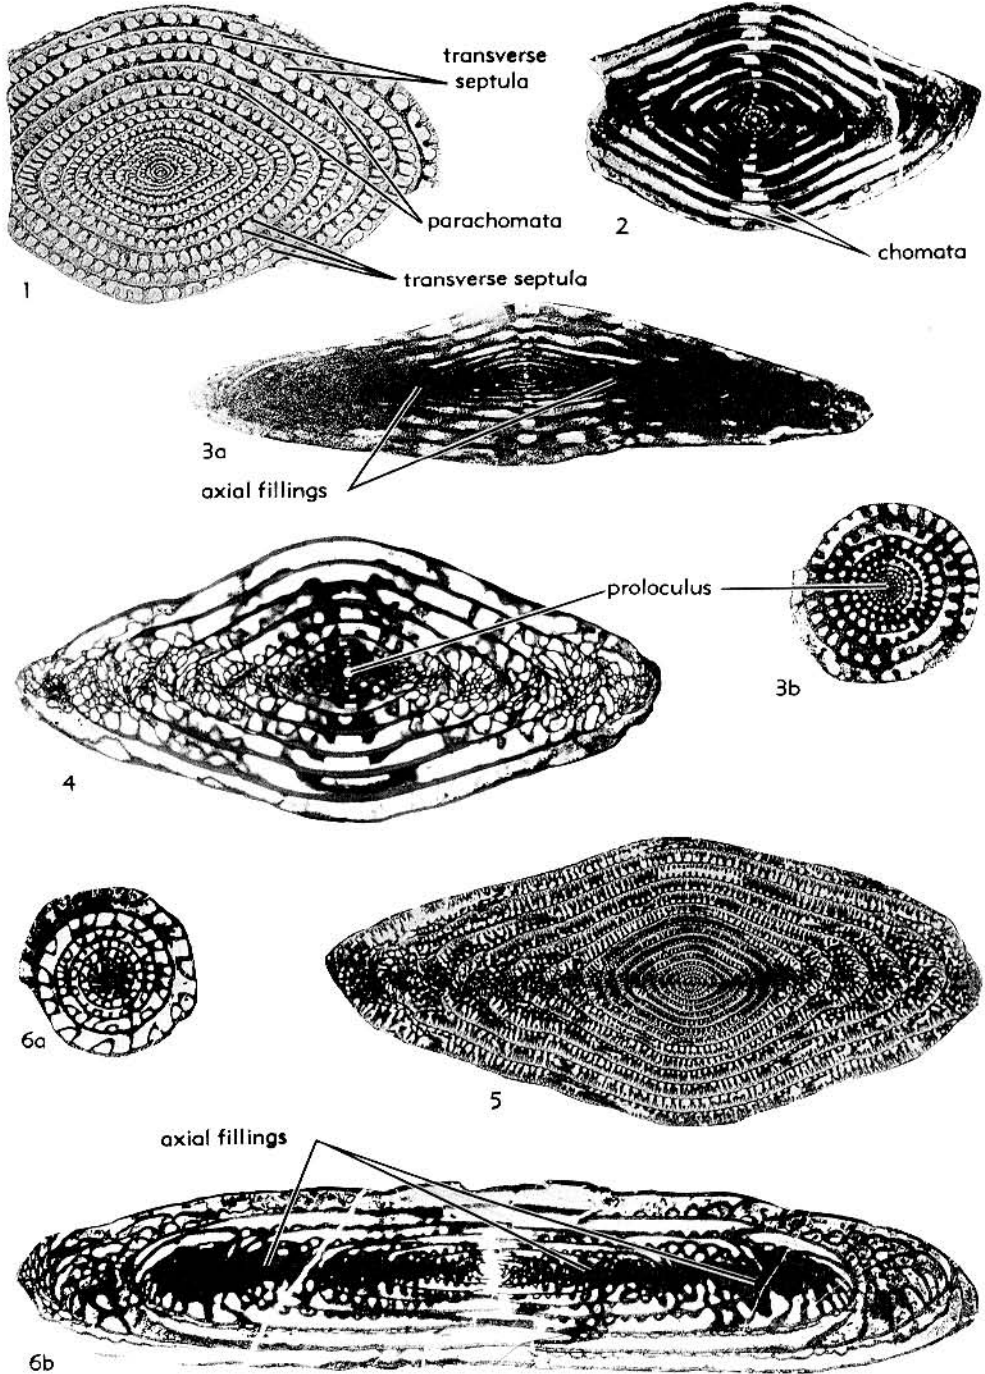 transverse
septula
parachomata
transverse septula
1
2
chomata
3a
axial fillings
proloculus
3b
4
6a
5
axial fillings
6b